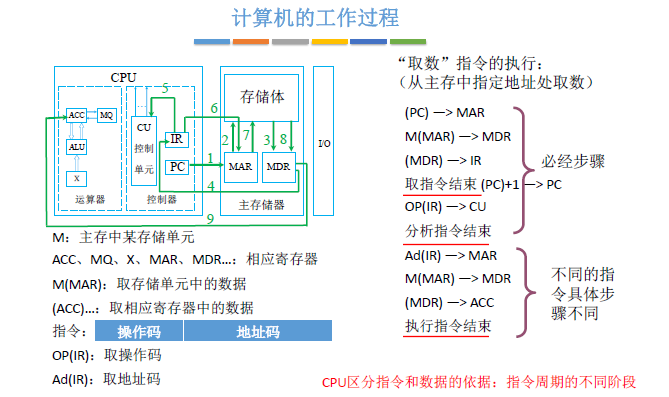 计算机的工作过程
CPU
ACC
MQ
ALU
X
运算器
CU
控制
单元
IR
PC
控制器
存储体
MAR
MDR
主存储器
I/O
5
6
2
7
3
8
1
4
9
M：主存中某存储单元
ACC、MQ、X、MAR、MDR...：相应寄存器
M(MAR)：取存储单元中的数据
(ACC)...：取相应寄存器中的数据
指令： 操作码 地址码
OP(IR)：取操作码
Ad(IR)：取地址码
“取数”指令的执行：
（从主存中指定地址处取数）
(PC) —> MAR
M(MAR) —> MDR
(MDR) —> IR
取指令结束 (PC)+1 —> PC
OP(IR) —> CU
分析指令结束
必经步骤
Ad(IR) —> MAR
M(MAR) —> MDR
(MDR) —> ACC
执行指令结束
不同的指
令具体步
骤不同
CPU区分指令和数据的依据：指令周期的不同阶段